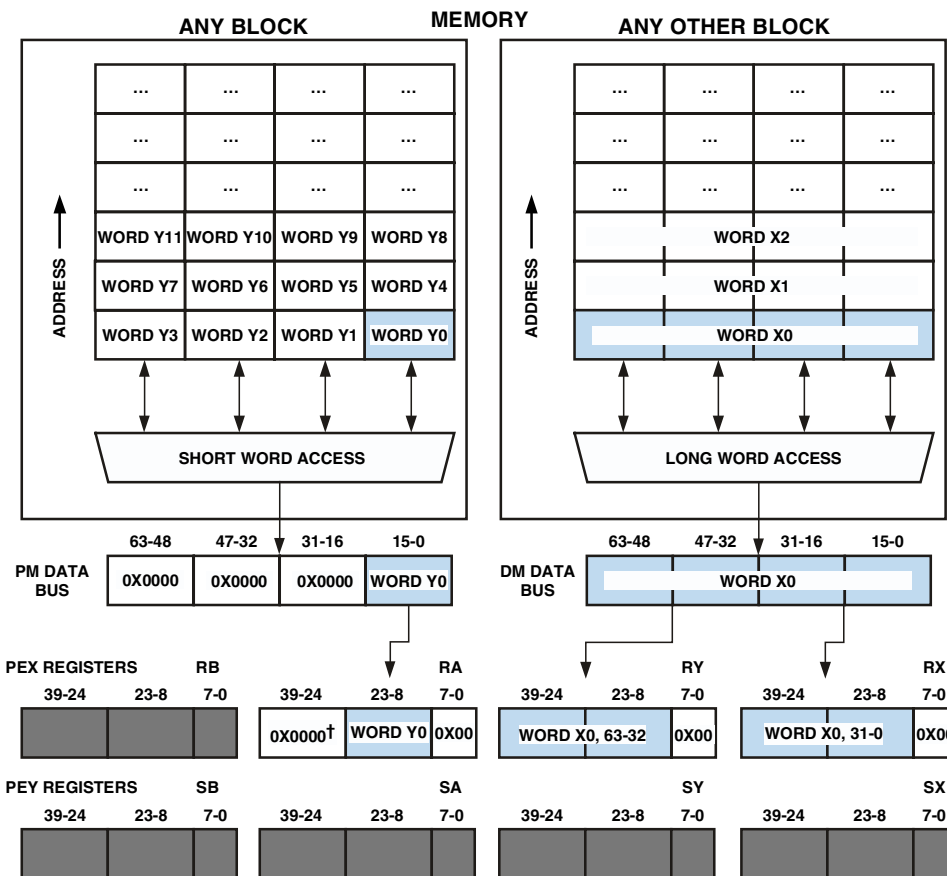 MEMORY
ANY BLOCK ANY OTHER BLOCK
... ... ... ... ... ... ... ...
... ... ... ... ... ... ... ...
... ... ... ... ... ... ... ...
WORD Y11 WORD Y10 WORD Y9 WORD Y8 WORD X2
WORD Y7 WORD Y6 WORD Y5 WORD Y4 WORD X1
WORD Y3 WORD Y2 WORD Y1 WORD Y0 WORD X0
ADDRESS ADDRESS
SHORT WORD ACCESS LONG WORD ACCESS
63-48 47-32 31-16 15-0 63-48 47-32 31-16 15-0
PM DATA BUS 0X0000 0X0000 0X0000 WORD Y0 DM DATA BUS WORD X0
PEX REGISTERS RB RA RY RX
39-24 23-8 7-0 39-24 23-8 7-0 39-24 23-8 7-0 39-24 23-8 7-0
0X0000† WORD Y0 0X00 WORD X0, 63-32 0X00 WORD X0, 31-0
PEY REGISTERS SB SA SY SX
39-24 23-8 7-0 39-24 23-8 7-0 39-24 23-8 7-0 39-24 23-8 7-0